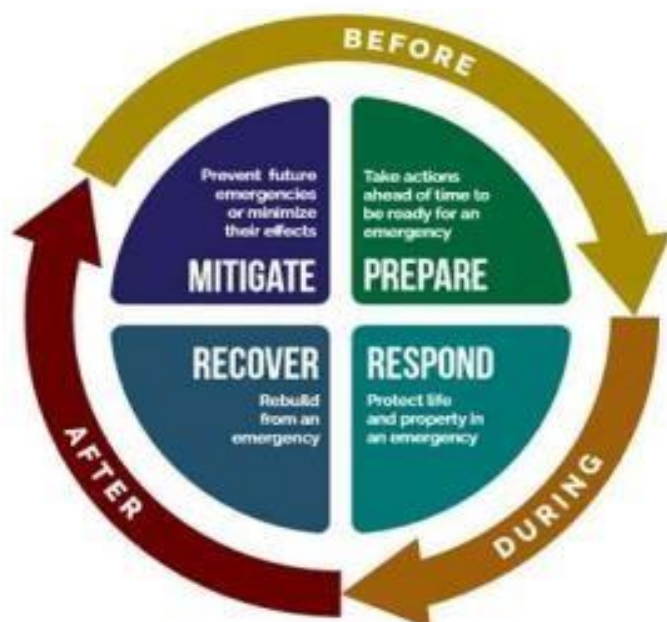 BEFORE
Prevent future
emergencies
or minimize
their effects
MITIGATE
Take actions
ahead of time to
be ready for an
emergency
PREPARE
RECOVER
Rebuild
from an
emergency
RESPOND
Protect life
and property in
an emergency
AFTER
DURING